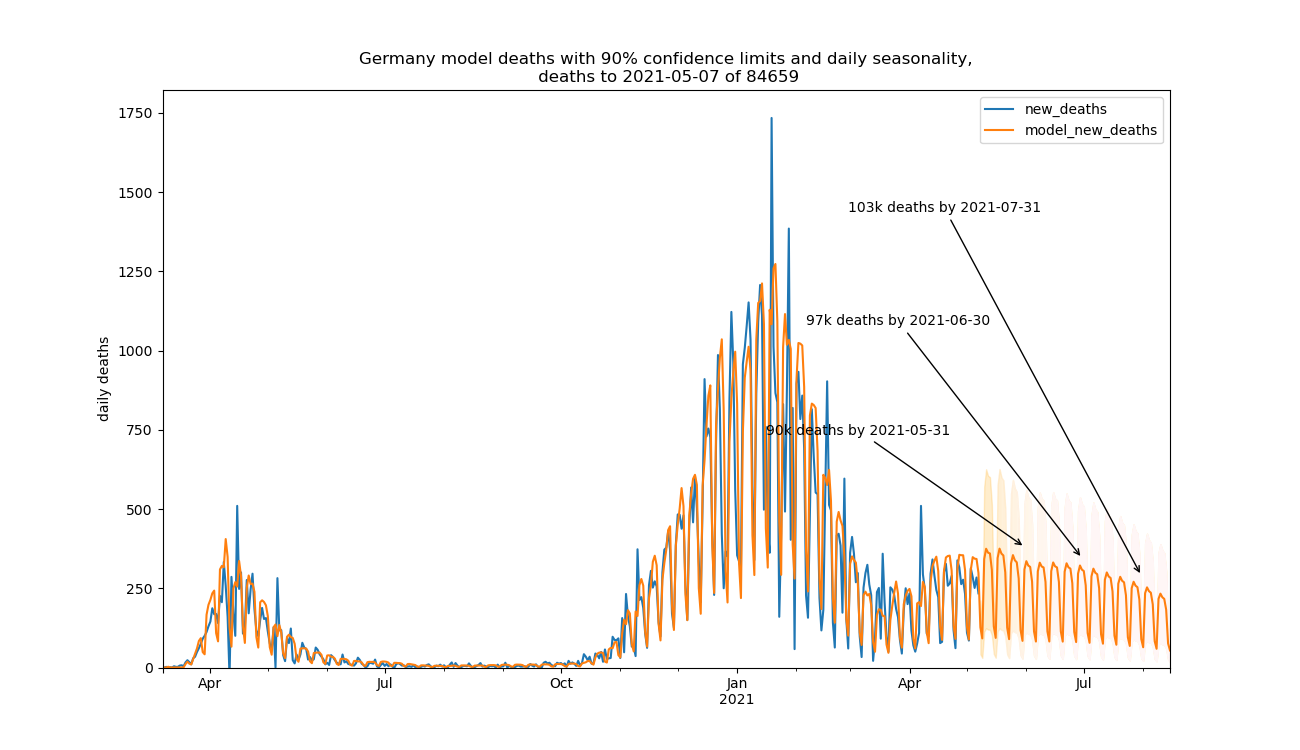 Germany model deaths with 90% confidence limits and daily seasonality,
deaths to 2021-05-07 of 84659
new_deaths
model_new_deaths
103k deaths by 2021-07-31
97k deaths by 2021-06-30
90k deaths by 2021-05-31
daily deaths
1750
1500
1250
1000
750
500
250
0
Apr
Jul
Oct
Jan
2021
Apr
Jul